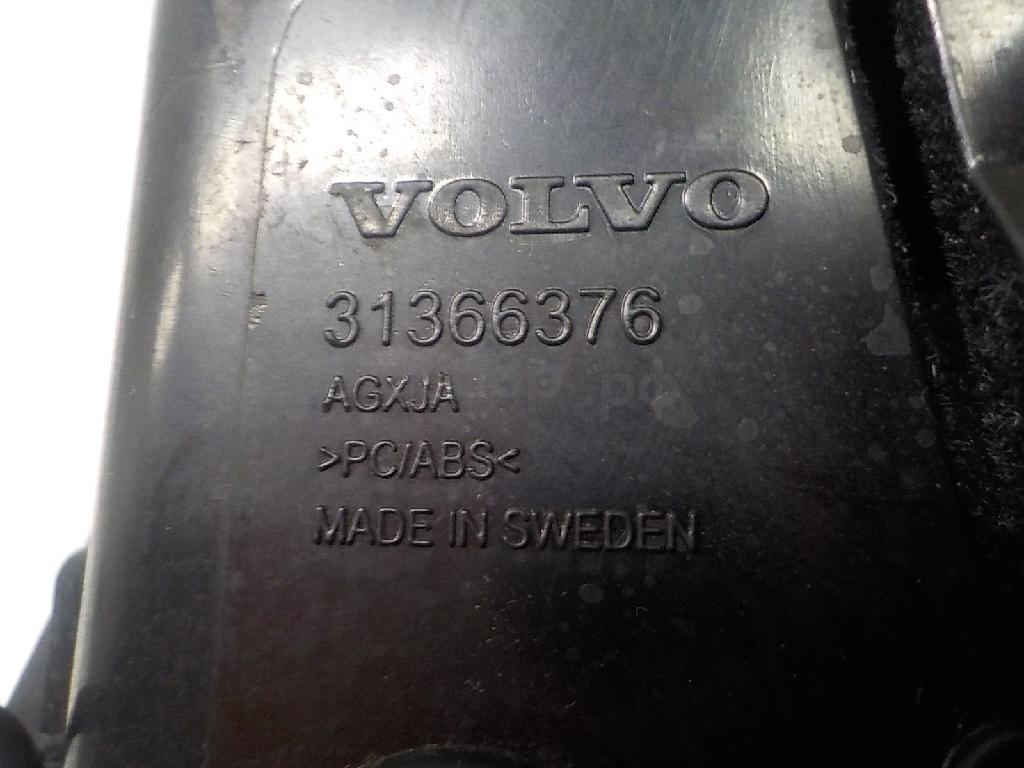 VOLVO
31366376
AGXJA
>PC/ABS<
MADE IN SWEDEN